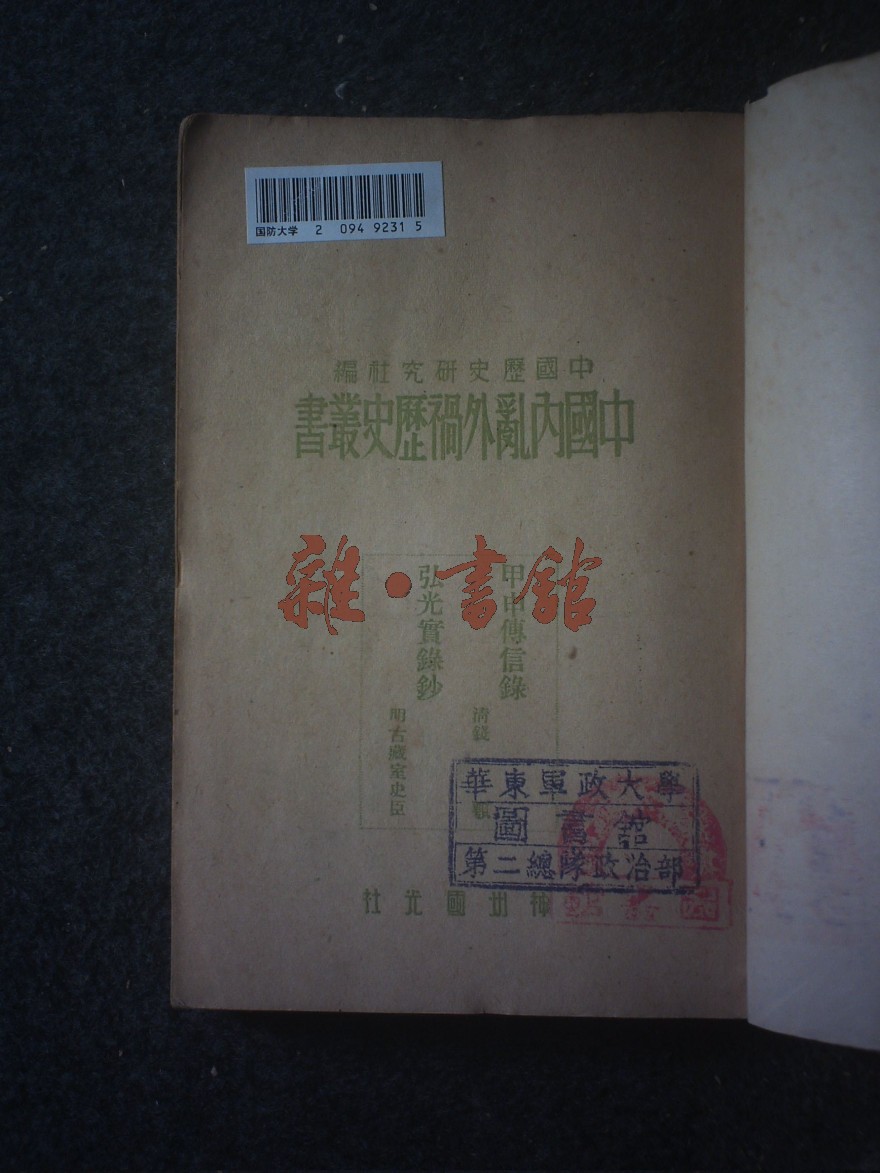 国防大学 2 094 9231 5
中國歷史研究社編
中國內亂外禍歷史叢書
雜·書館
甲申傳信錄
清錢
弘光實錄鈔
明古藏室史臣
華東軍政大學
圖書舘
第二總隊政治部
神州國光社